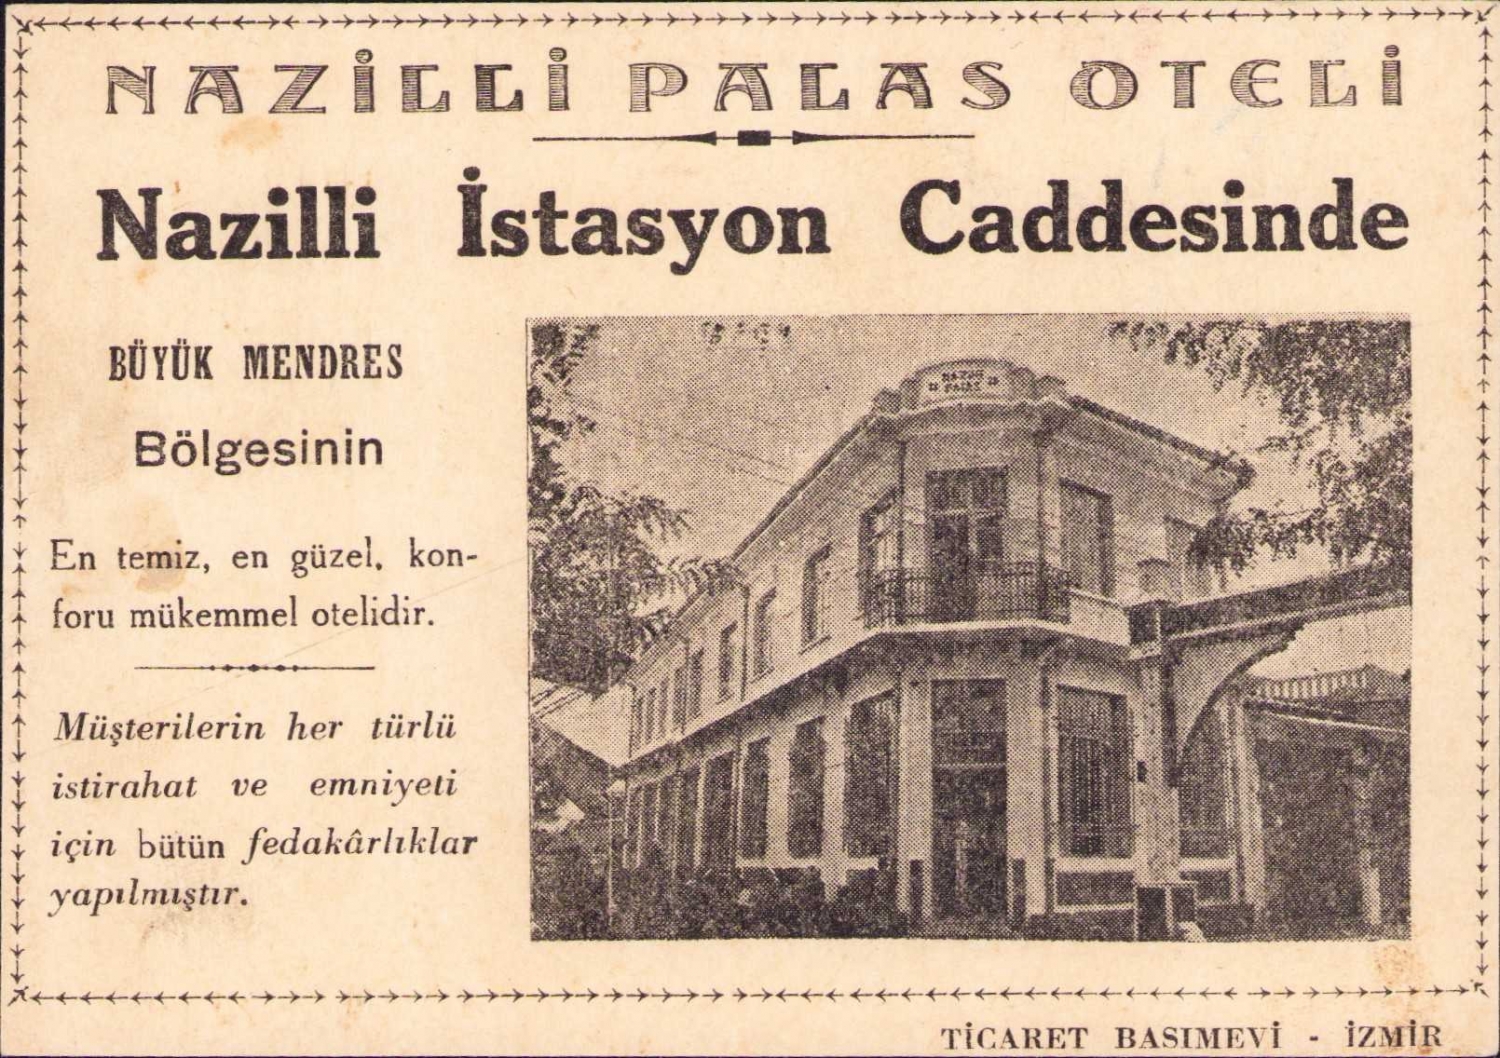 NAZİLLİ PALAS OTELİ
Nazilli İstasyon Caddesinde
BÜYÜK MENDRES
Bölgesinin
En temiz, en güzel, kon-
foru mükemmel otelidir.
Müşterilerin her türlü
istirahat ve emniyeti
için bütün fedakârlıklar
yapılmıştır.
PALAS
TİCARET BASIMEVİ - İZMİR